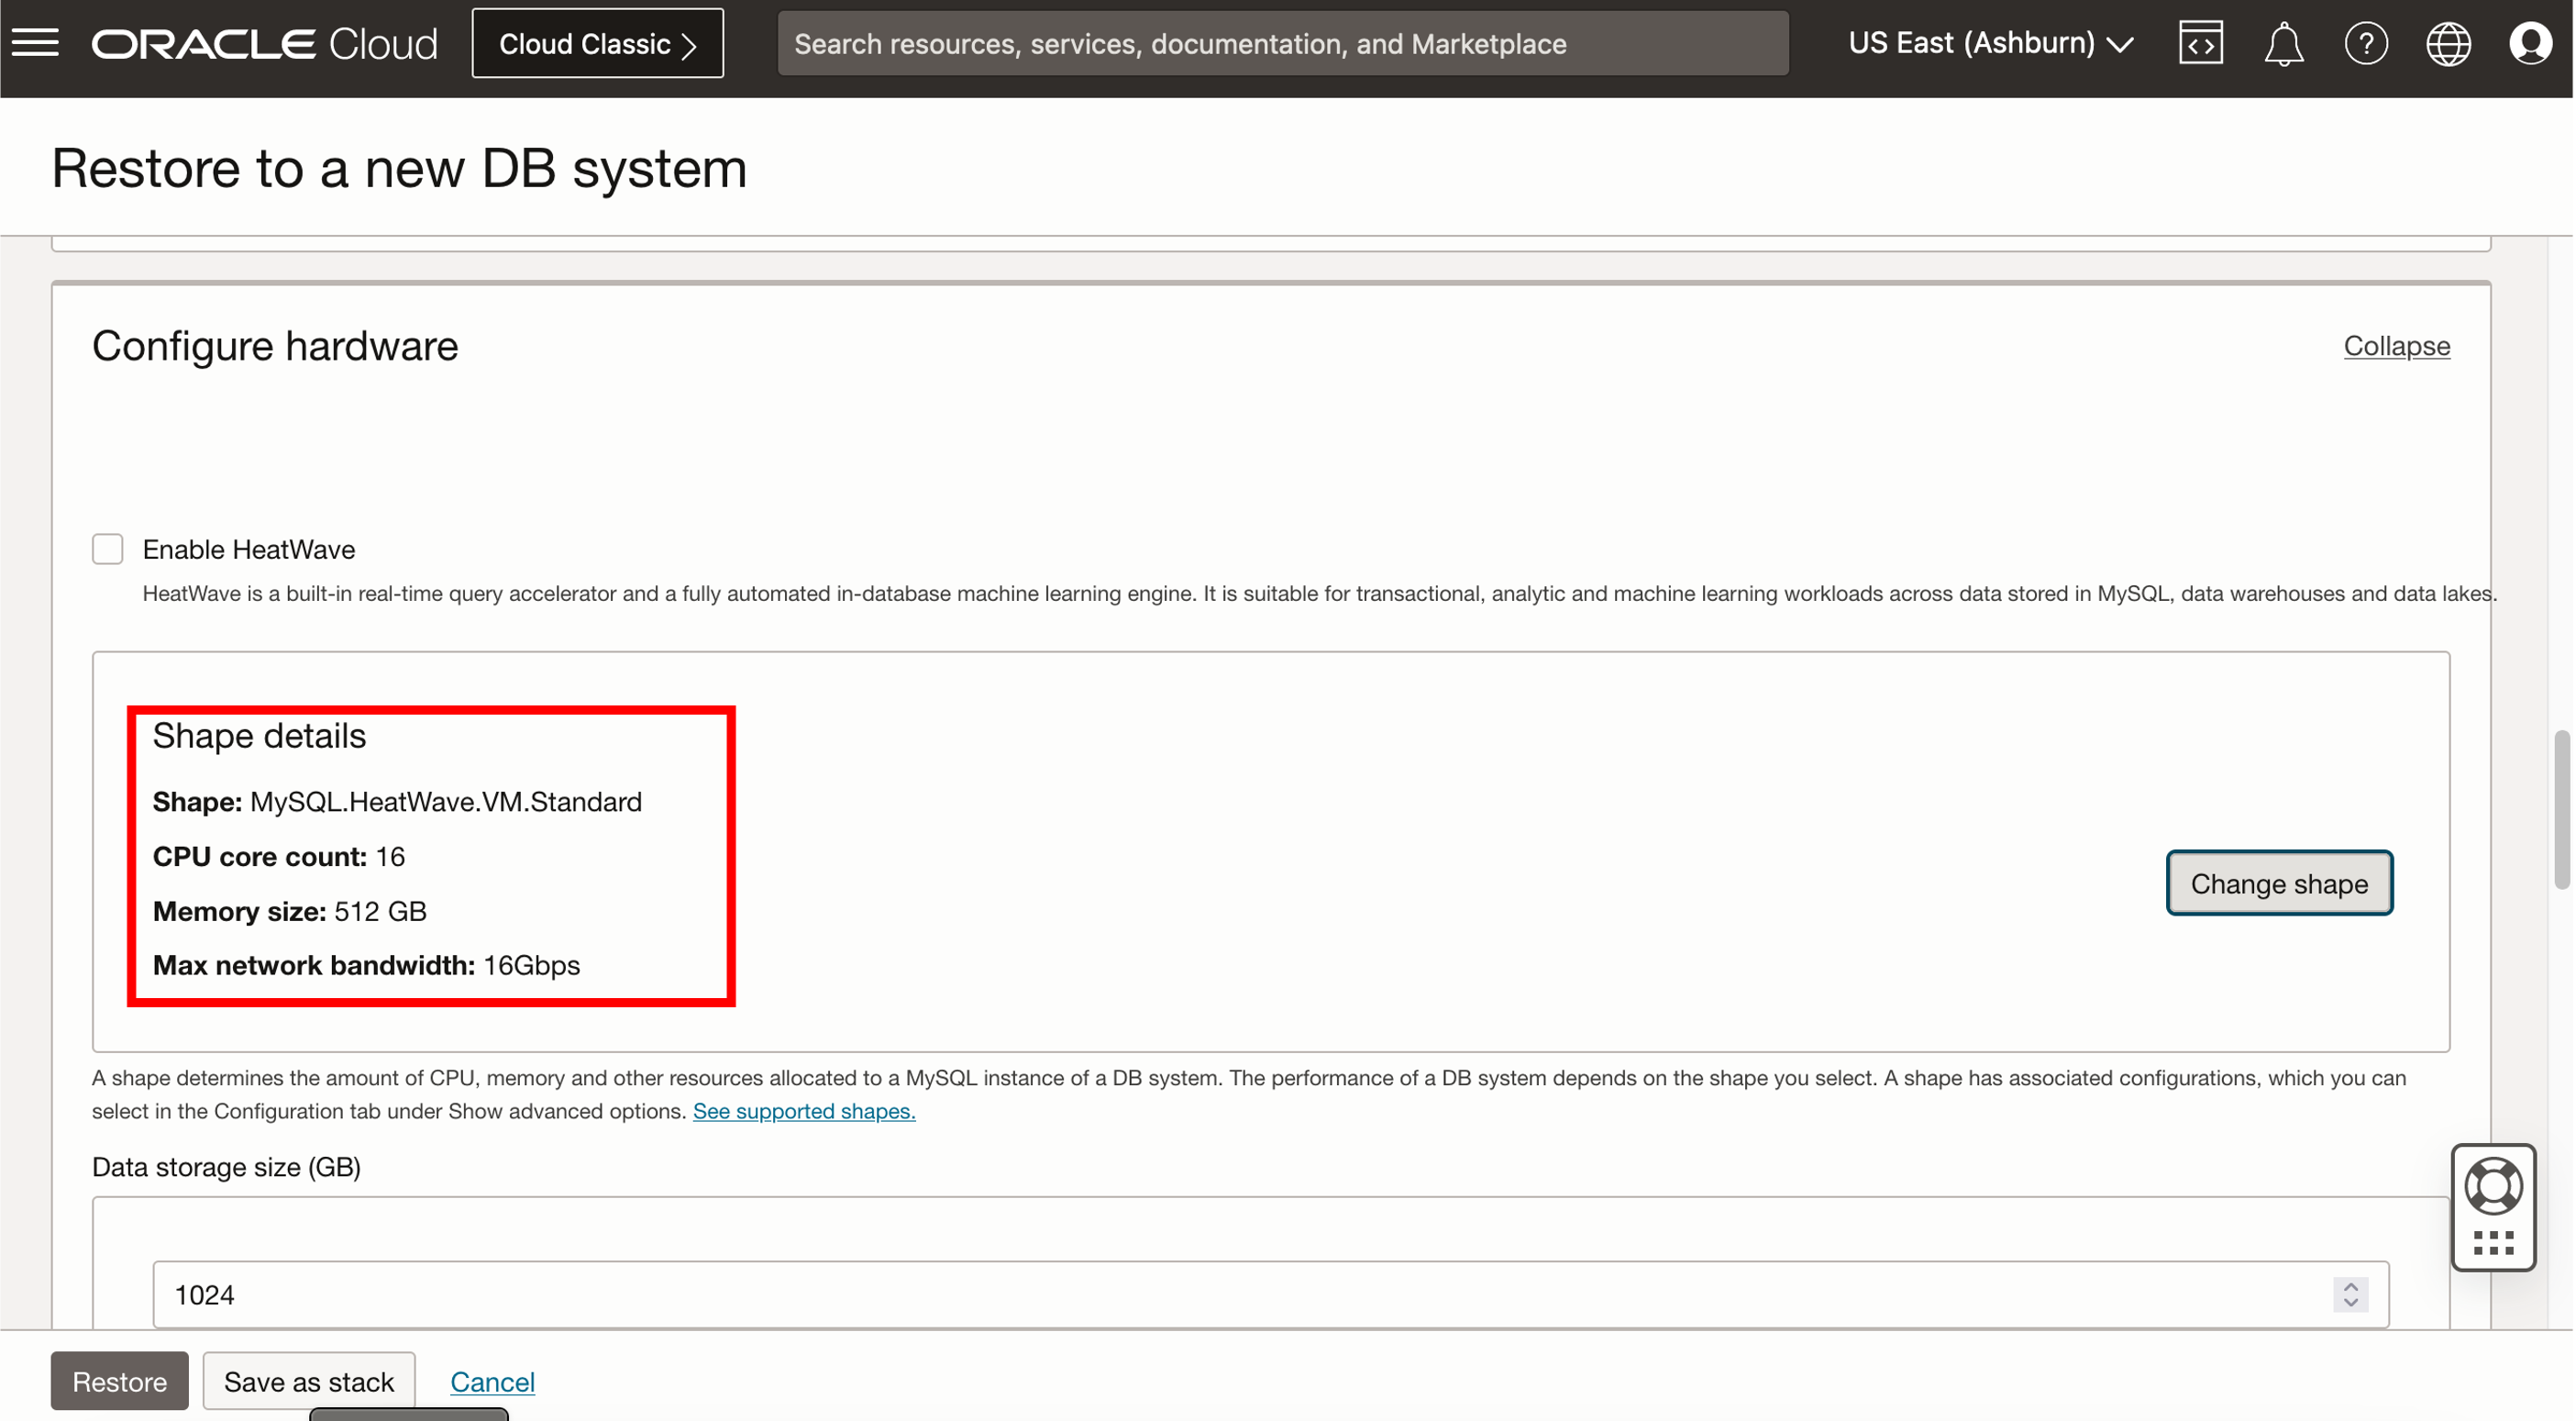 ORACLE Cloud
Cloud Classic
Search resources, services, documentation, and Marketplace
US East (Ashburn)
Restore to a new DB system
Configure hardware
Collapse
Enable HeatWave
HeatWave is a built-in real-time query accelerator and a fully automated in-database machine learning engine. It is suitable for transactional, analytic and machine learning workloads across data stored in MySQL, data warehouses and data lakes.
Shape details
Shape: MySQL.HeatWave.VM.Standard
CPU core count: 16
Memory size: 512 GB
Max network bandwidth: 16Gbps
Change shape
A shape determines the amount of CPU, memory and other resources allocated to a MySQL instance of a DB system. The performance of a DB system depends on the shape you select. A shape has associated configurations, which you can
select in the Configuration tab under Show advanced options. See supported shapes.
Data storage size (GB)
1024
Restore
Save as stack
Cancel